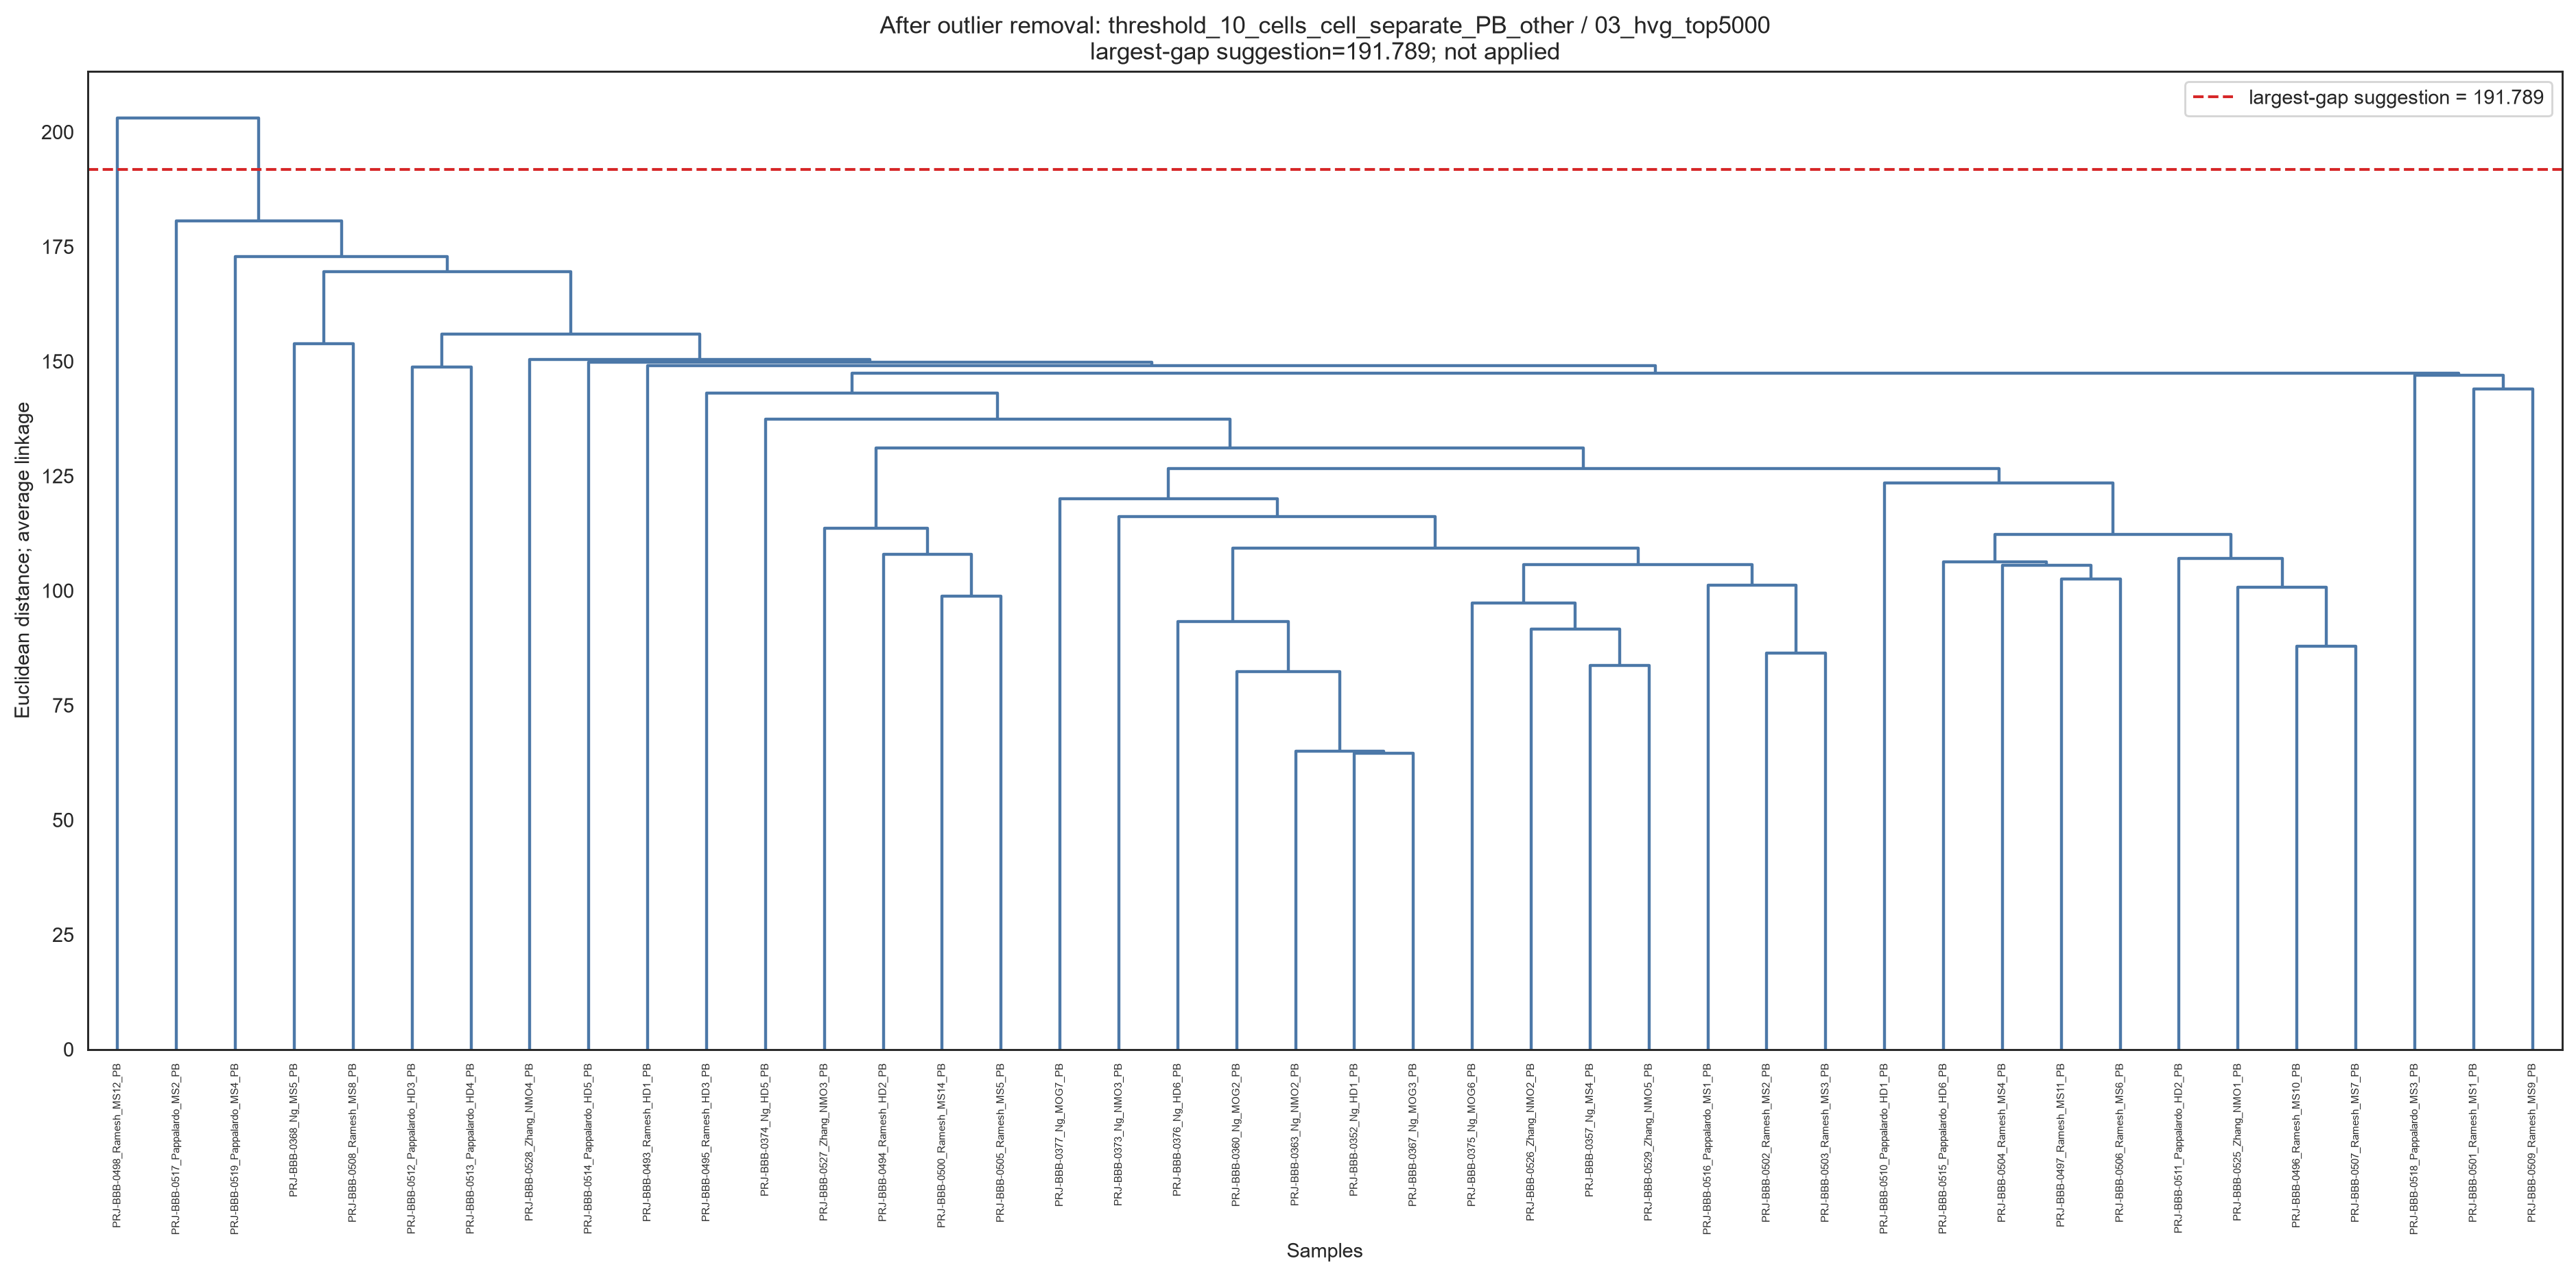 After outlier removal: threshold_10_cells_cell_separate_PB_other / 03_hvg_top5000
largest-gap suggestion=191.789; not applied
largest-gap suggestion = 191.789
Euclidean distance; average linkage
200
175
150
125
100
75
50
25
0
PRJ-BBB-0498_Ramesh_MS12_PB
PRJ-BBB-0517_Pappalardo_MS2_PB
PRJ-BBB-0519_Pappalardo_MS4_PB
PRJ-BBB-0368_Ng_MS5_PB
PRJ-BBB-0508_Ramesh_MS8_PB
PRJ-BBB-0512_Pappalardo_HD3_PB
PRJ-BBB-0513_Pappalardo_HD4_PB
PRJ-BBB-0528_Zhang_NMO4_PB
PRJ-BBB-0514_Pappalardo_HD5_PB
PRJ-BBB-0493_Ramesh_HD1_PB
PRJ-BBB-0495_Ramesh_HD3_PB
PRJ-BBB-0374_Ng_HD5_PB
PRJ-BBB-0527_Zhang_NMO3_PB
PRJ-BBB-0494_Ramesh_HD2_PB
PRJ-BBB-0500_Ramesh_MS14_PB
PRJ-BBB-0505_Ramesh_MS5_PB
PRJ-BBB-0377_Ng_MOG7_PB
PRJ-BBB-0373_Ng_NMO3_PB
PRJ-BBB-0376_Ng_HD6_PB
PRJ-BBB-0360_Ng_MOG2_PB
PRJ-BBB-0363_Ng_NMO2_PB
PRJ-BBB-0352_Ng_HD1_PB
PRJ-BBB-0367_Ng_MOG3_PB
PRJ-BBB-0375_Ng_MOG6_PB
PRJ-BBB-0526_Zhang_NMO2_PB
PRJ-BBB-0357_Ng_MS4_PB
PRJ-BBB-0529_Zhang_NMO5_PB
PRJ-BBB-0516_Pappalardo_MS1_PB
PRJ-BBB-0502_Ramesh_MS2_PB
PRJ-BBB-0503_Ramesh_MS3_PB
PRJ-BBB-0510_Pappalardo_HD1_PB
PRJ-BBB-0515_Pappalardo_HD6_PB
PRJ-BBB-0504_Ramesh_MS4_PB
PRJ-BBB-0497_Ramesh_MS11_PB
PRJ-BBB-0506_Ramesh_MS6_PB
PRJ-BBB-0511_Pappalardo_HD2_PB
PRJ-BBB-0525_Zhang_NMO1_PB
PRJ-BBB-0496_Ramesh_MS10_PB
PRJ-BBB-0507_Ramesh_MS7_PB
PRJ-BBB-0518_Pappalardo_MS3_PB
PRJ-BBB-0501_Ramesh_MS1_PB
PRJ-BBB-0509_Ramesh_MS9_PB
Samples